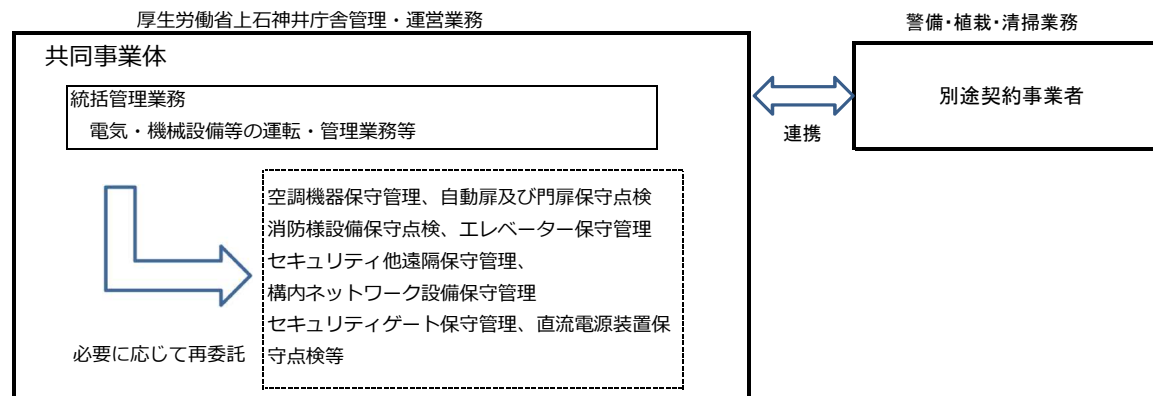 厚生労働省上石神井庁舎管理・運営業務
警備・植栽・清掃業務
共同事業体
統括管理業務
電気・機械設備等の運転・管理業務等
別途契約事業者
連携
空調機器保守管理、自動扉及び門扉保守点検
消防様設備保守点検、エレベーター保守管理
セキュリティ他遠隔保守管理、
構内ネットワーク設備保守管理
セキュリティゲート保守管理、直流電源装置保
守点検等
必要に応じて再委託